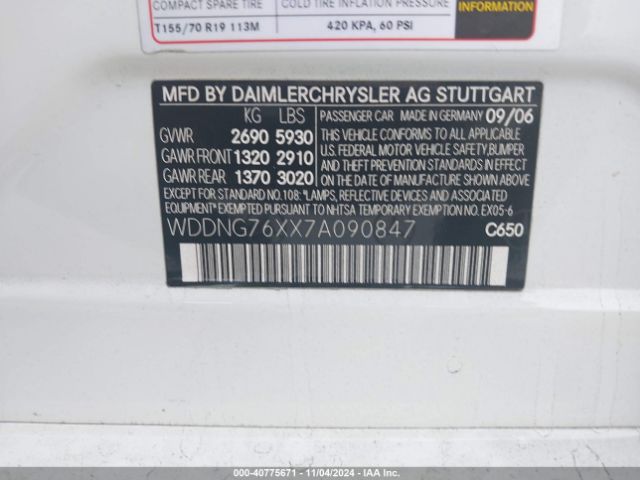 COMPACT SPARE TIRE COLD TIRE INFLATION PRESSURE
INFORMATION
T155/70 R19 113M 420 KPA, 60 PSI
MFD BY DAIMLERCHRYSLER AG STUTTGART
KG LBS PASSENGER CAR MADE IN GERMANY 09/06
GVWR 2690 5930 THIS VEHICLE CONFORMS TO ALL APPLICABLE
GAWR FRONT 1320 2910 U.S. FEDERAL MOTOR VEHICLE SAFETY, BUMPER
GAWR REAR 1370 3020 AND THEFT PREVENTION STANDARDS IN EFFECT
ON THE DATE OF MANUFACTURE SHOWN ABOVE.
EXCEPT FOR STANDARD NO.108: "LAMPS, REFLECTIVE DEVICES AND ASSOCIATED
EQUIPMENT" EXEMPTED PURSUANT TO NHTSA TEMPORARY EXEMPTION NO. EX05-6
WDDNG76XX7A090847 C650
000-40775671 - 11/04/2024 - IAAI.COM